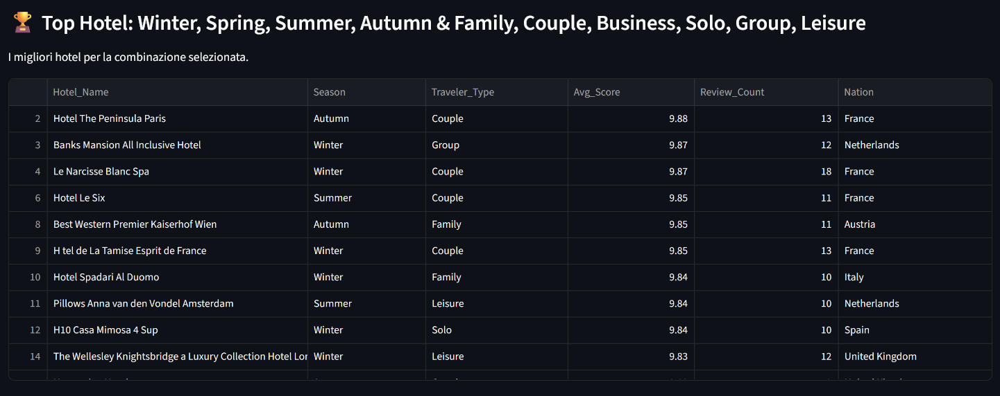 🏆 Top Hotel: Winter, Spring, Summer, Autumn & Family, Couple, Business, Solo, Group, Leisure
I migliori hotel per la combinazione selezionata.
Hotel_Name Season Traveler_Type Avg_Score Review_Count Nation
2 Hotel The Peninsula Paris Autumn Couple 9.88 13 France
3 Banks Mansion All Inclusive Hotel Winter Group 9.87 12 Netherlands
4 Le Narcisse Blanc Spa Winter Couple 9.87 18 France
6 Hotel Le Six Summer Couple 9.85 11 France
8 Best Western Premier Kaiserhof Wien Autumn Family 9.85 11 Austria
9 H tel de La Tamise Esprit de France Winter Couple 9.85 13 France
10 Hotel Spadari Al Duomo Winter Family 9.84 10 Italy
11 Pillows Anna van den Vondel Amsterdam Summer Leisure 9.84 10 Netherlands
12 H10 Casa Mimosa 4 Sup Winter Solo 9.84 10 Spain
14 The Wellesley Knightsbridge a Luxury Collection Hotel Lor Winter Leisure 9.83 12 United Kingdom